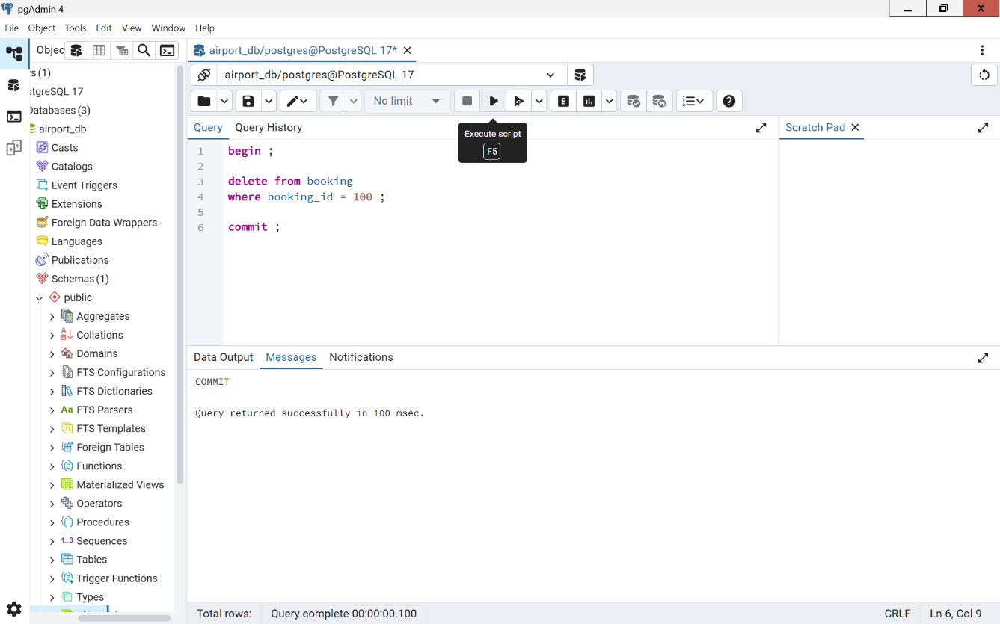 pgAdmin 4
File Object Tools Edit View Window Help
Objec
airport_db/postgres@PostgreSQL 17*
s (1)
stgreSQL 17
Databases (3)
airport_db
Casts
Catalogs
Event Triggers
Extensions
Foreign Data Wrappers
Languages
Publications
Schemas (1)
public
Aggregates
Collations
Domains
FTS Configurations
FTS Dictionaries
Aa FTS Parsers
FTS Templates
Foreign Tables
Functions
Materialized Views
Operators
Procedures
1..3 Sequences
Tables
Trigger Functions
Types
airport_db/postgres@PostgreSQL 17
No limit
E
Query Query History
Execute script
F5
Scratch Pad
1 begin ;
2
3 delete from booking
4 where booking_id = 100 ;
5
6 commit ;
Data Output Messages Notifications
COMMIT
Query returned successfully in 100 msec.
Total rows: Query complete 00:00:00.100 CRLF Ln 6, Col 9